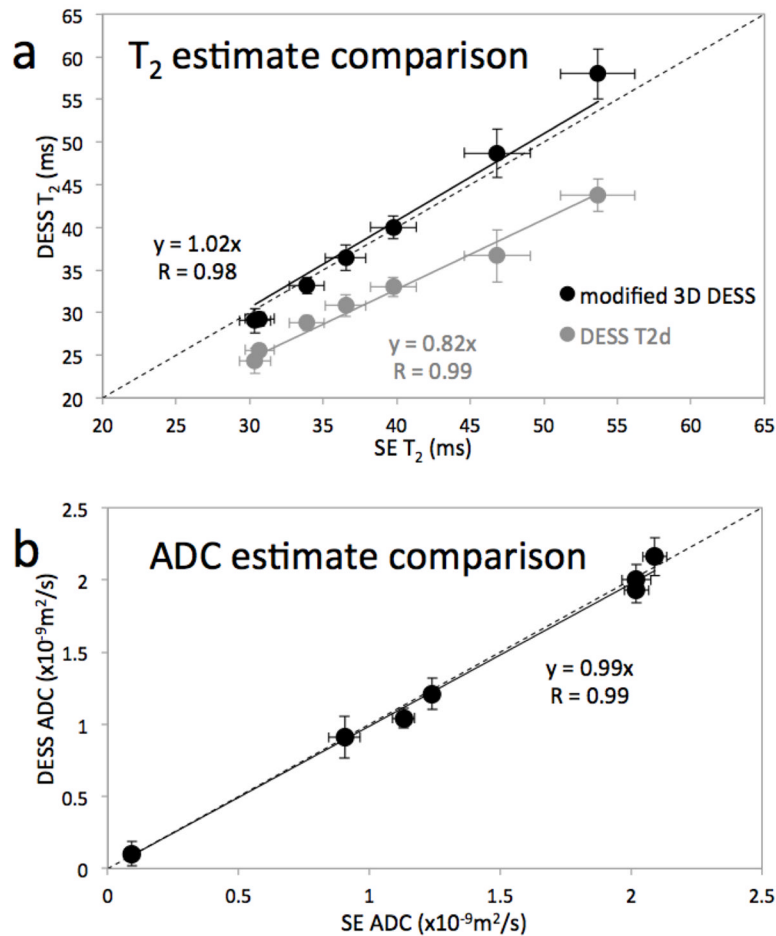 a
T2 estimate comparison
65
60
55
50
45
40
35
30
25
20
DESS T2 (ms)
y = 1.02x
R = 0.98
modified 3D DESS
DESS T2d
y = 0.82x
R = 0.99
20 25 30 35 40 45 50 55 60 65
SE T2 (ms)
b
ADC estimate comparison
2.5
2
1.5
1
0.5
0
DESS ADC (x10-9m2/s)
y = 0.99x
R = 0.99
0 0.5 1 1.5 2 2.5
SE ADC (x10-9m2/s)